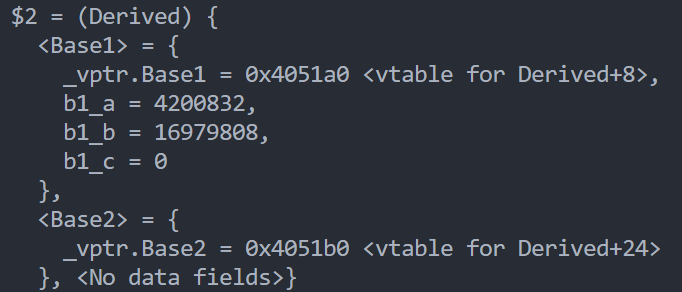 $2 = (Derived) {
  <Base1> = {
    _vptr.Base1 = 0x4051a0 <vtable for Derived+8>,
    b1_a = 4200832,
    b1_b = 16979808,
    b1_c = 0
  },
  <Base2> = {
    _vptr.Base2 = 0x4051b0 <vtable for Derived+24>
  }, <No data fields>}